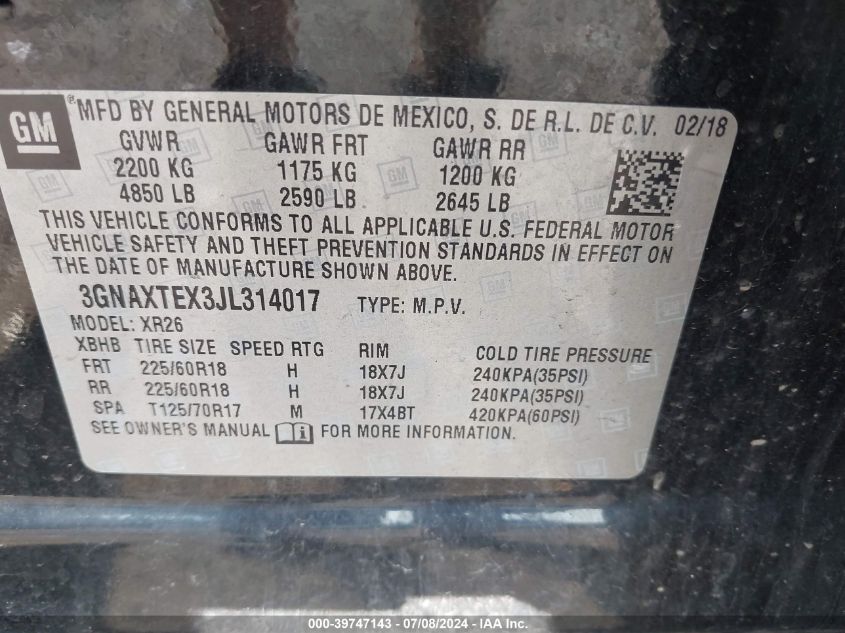 GM ® MFD BY GENERAL MOTORS DE MEXICO, S. DE R.L. DE C.V. 02/18
GVWR GAWR FRT GAWR RR
2200 KG 1175 KG 1200 KG
4850 LB 2590 LB 2645 LB
THIS VEHICLE CONFORMS TO ALL APPLICABLE U.S. FEDERAL MOTOR
VEHICLE SAFETY AND THEFT PREVENTION STANDARDS IN EFFECT ON
THE DATE OF MANUFACTURE SHOWN ABOVE.
3GNAXTEX3JL314017 TYPE: M.P.V.
MODEL: XR26
XBHB TIRE SIZE SPEED RTG RIM COLD TIRE PRESSURE
FRT 225/60R18 H 18X7J 240KPA(35PSI)
RR 225/60R18 H 18X7J 240KPA(35PSI)
SPA T125/70R17 M 17X4BT 420KPA(60PSI)
SEE OWNER'S MANUAL FOR MORE INFORMATION.
000-39747143 - 07/08/2024 - IAA Inc.